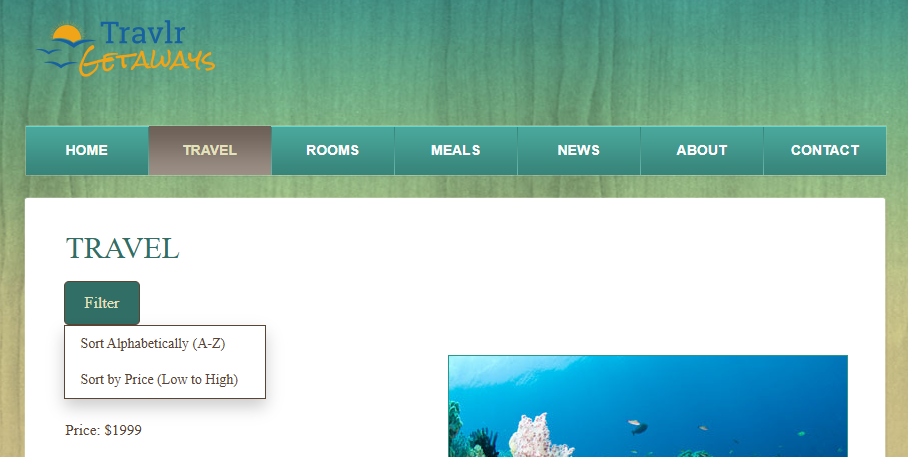 Travlr
Getaways
HOME TRAVEL ROOMS MEALS NEWS ABOUT CONTACT
TRAVEL
Filter
Sort Alphabetically (A-Z)
Sort by Price (Low to High)
Price: $1999